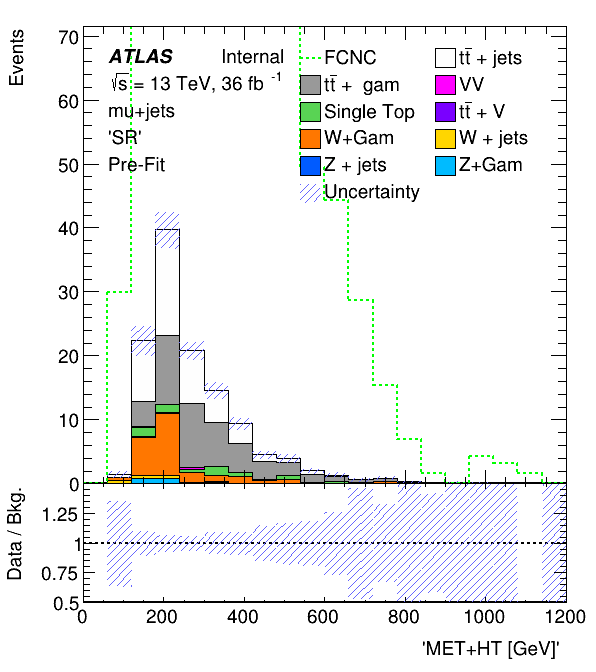 Events
70
60
50
40
30
20
10
0
ATLAS Internal
√s = 13 TeV, 36 fb -1
mu+jets
'SR'
Pre-Fit
FCNC
tt̄ + jets
tt̄ + gam
VV
Single Top
tt̄ + V
W+Gam
W + jets
Z + jets
Z+Gam
Uncertainty
Data / Bkg.
1.25
1
0.75
0.5
0 200 400 600 800 1000 1200
'MET+HT [GeV]'